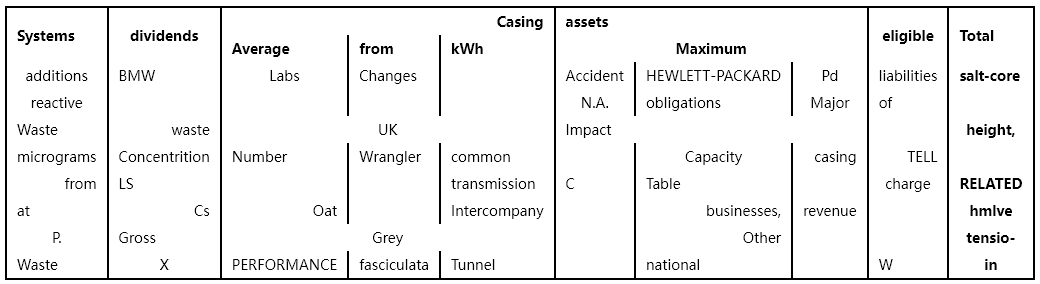 Systems dividends Casing assets eligible Total
Average from kWh Maximum
additions BMW Labs Changes Accident HEWLETT-PACKARD Pd liabilities salt-core
reactive N.A. obligations Major of
Waste waste UK Impact height,
micrograms Concentrition Number Wrangler common Capacity casing TELL
from LS transmission C Table charge RELATED
at Cs Oat Intercompany businesses, revenue hmlve
P. Gross Grey Other tensio-
Waste X PERFORMANCE fasciculata Tunnel national W in